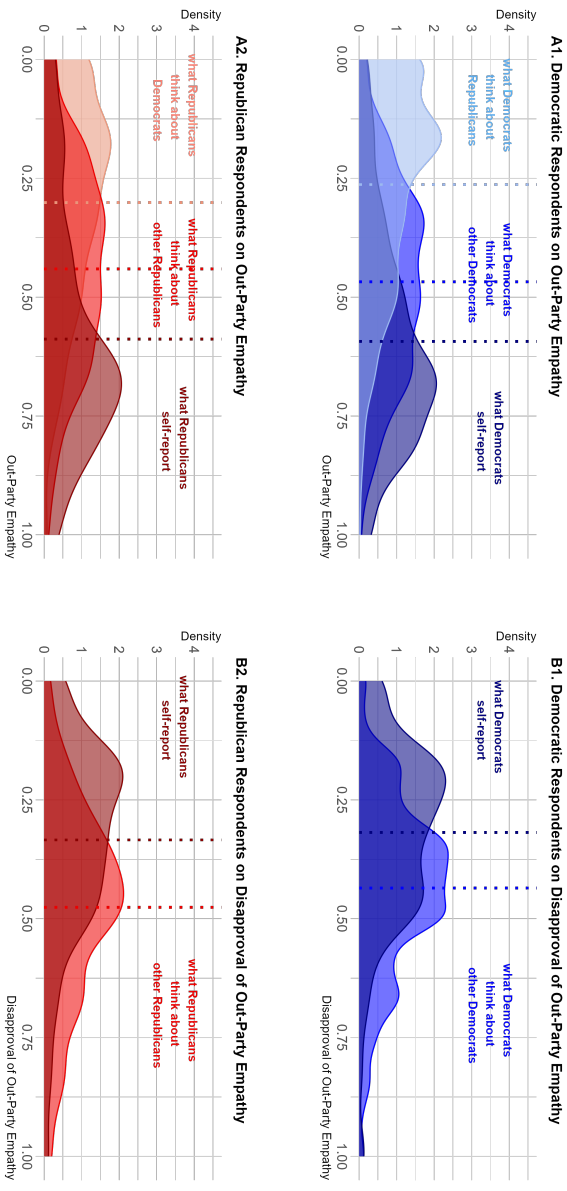 A1. Democratic Respondents on Out-Party Empathy
Density
4
3
2
1
0
what Democrats
think about
Republicans
what Democrats
think about
other Democrats
what Democrats
self-report
0.00
0.25
0.50
0.75
1.00
Out-Party Empathy
B1. Democratic Respondents on Disapproval of Out-Party Empathy
Density
4
3
2
1
0
what Democrats
self-report
what Democrats
think about
other Democrats
0.00
0.25
0.50
0.75
1.00
Disapproval of Out-Party Empathy
A2. Republican Respondents on Out-Party Empathy
Density
4
3
2
1
0
what Republicans
think about
Democrats
what Republicans
think about
other Republicans
what Republicans
self-report
0.00
0.25
0.50
0.75
1.00
Out-Party Empathy
B2. Republican Respondents on Disapproval of Out-Party Empathy
Density
4
3
2
1
0
what Republicans
self-report
what Republicans
think about
other Republicans
0.00
0.25
0.50
0.75
1.00
Disapproval of Out-Party Empathy